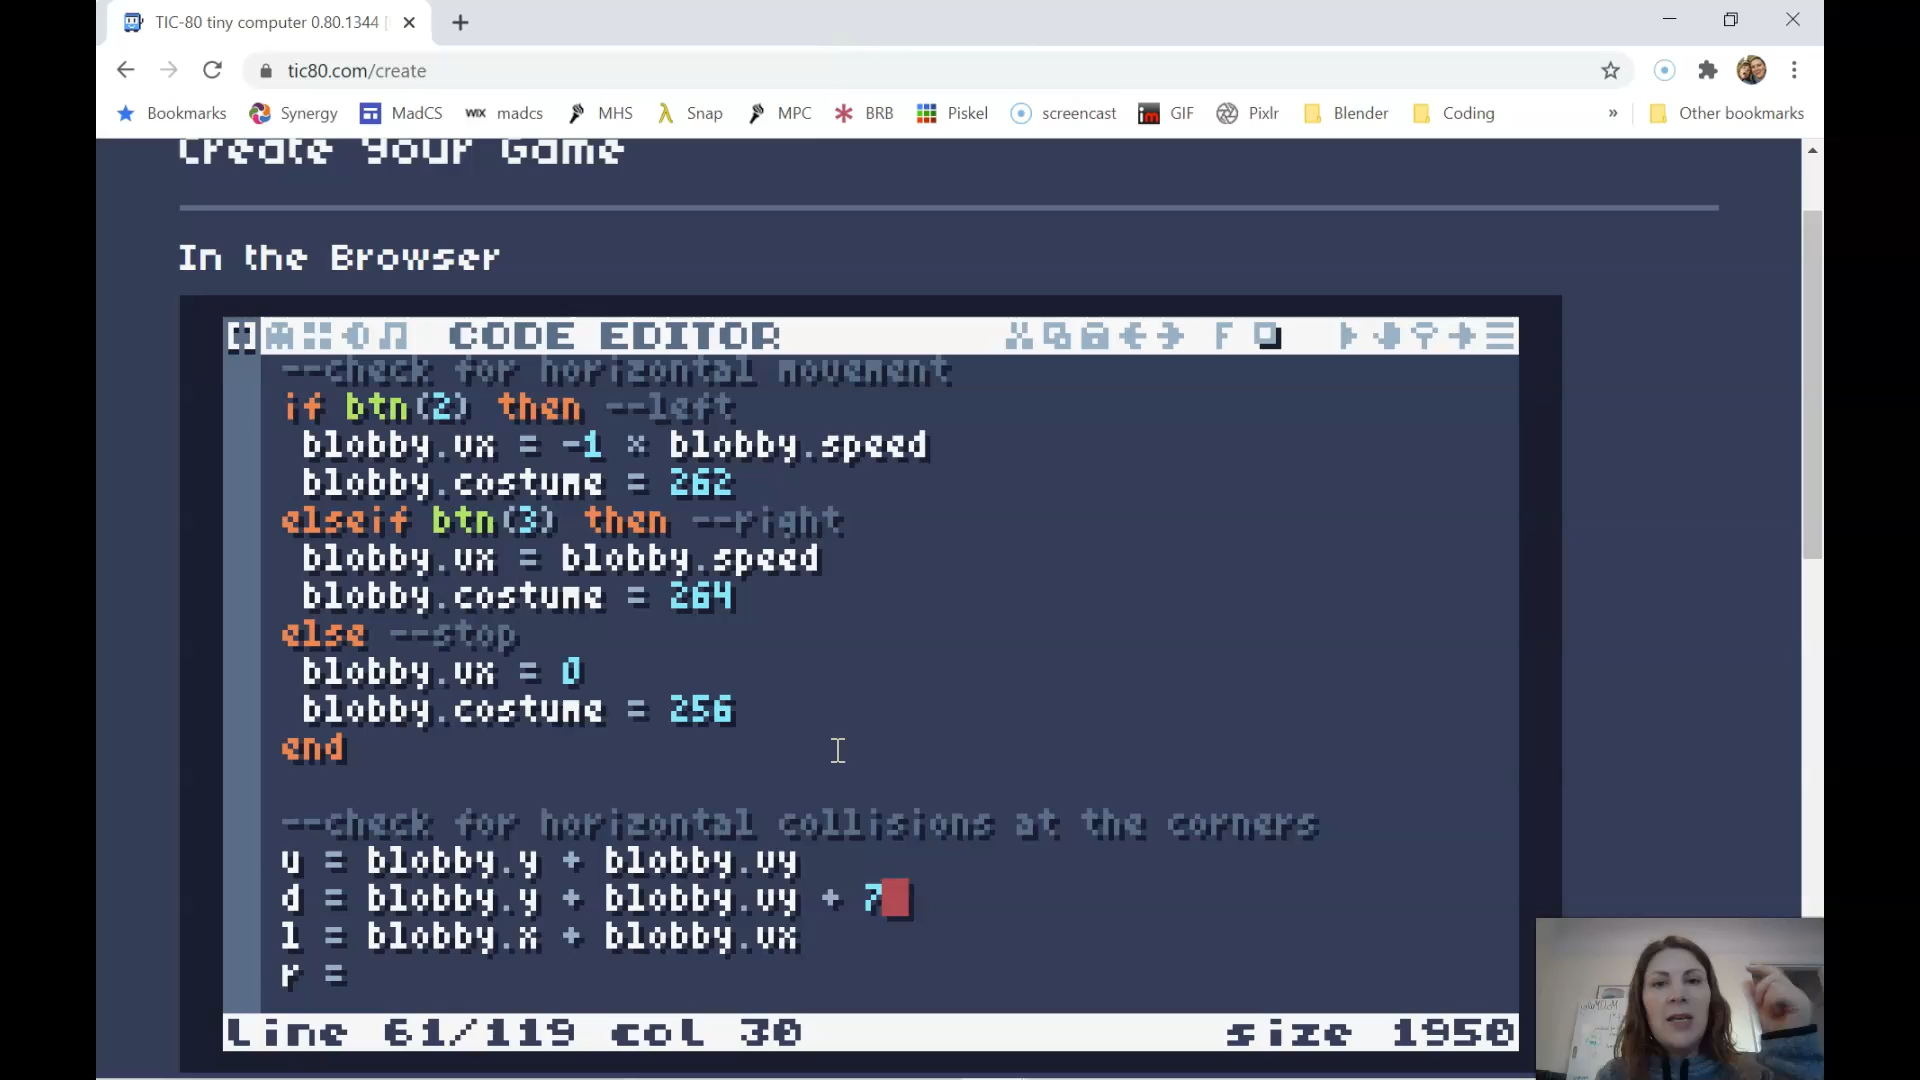 TIC-80 tiny computer 0.80.1344
tic80.com/create
Bookmarks Synergy MadCS WIX madcs MHS Snap MPC BRB Piskel screencast im GIF Pixlr Blender Coding » Other bookmarks
Create your Game
In the Browser
CODE EDITOR F
--check for horizontal movement
if btn(2) then --left
blobby.vx = -1 * blobby.speed
blobby.costume = 262
elseif btn(3) then --right
blobby.vx = blobby.speed
blobby.costume = 264
else --stop
blobby.vx = 0
blobby.costume = 256
end
--check for horizontal collisions at the corners
u = blobby.y + blobby.vy
d = blobby.y + blobby.vy + 7
l = blobby.x + blobby.vx
r =
line 61/119 col 30 size 1950